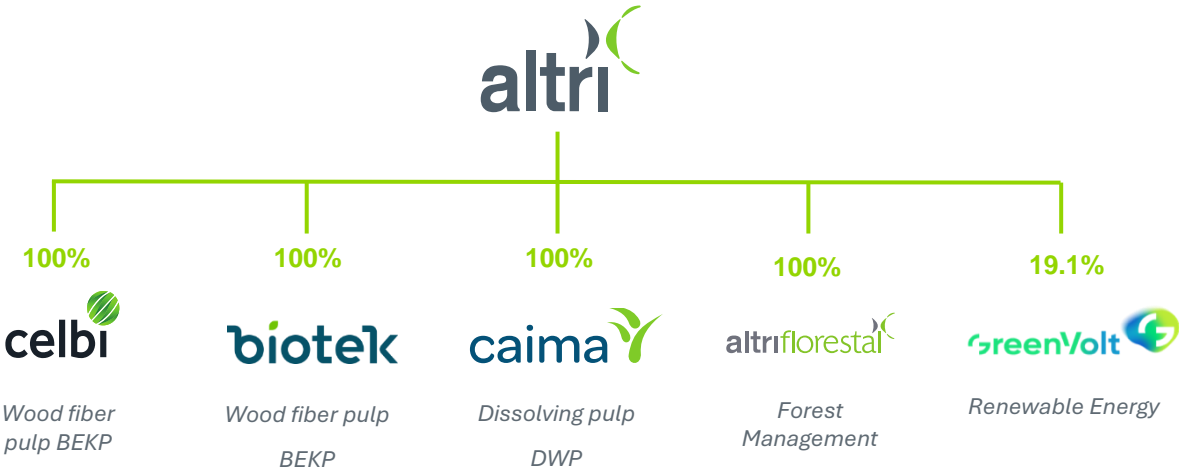 altri
100%
100%
100%
100%
19.1%
celbi
biotek
caima
altriflorestal
GreenVolt
Wood fiber
pulp BEKP
Wood fiber pulp
BEKP
Dissolving pulp
DWP
Forest
Management
Renewable Energy